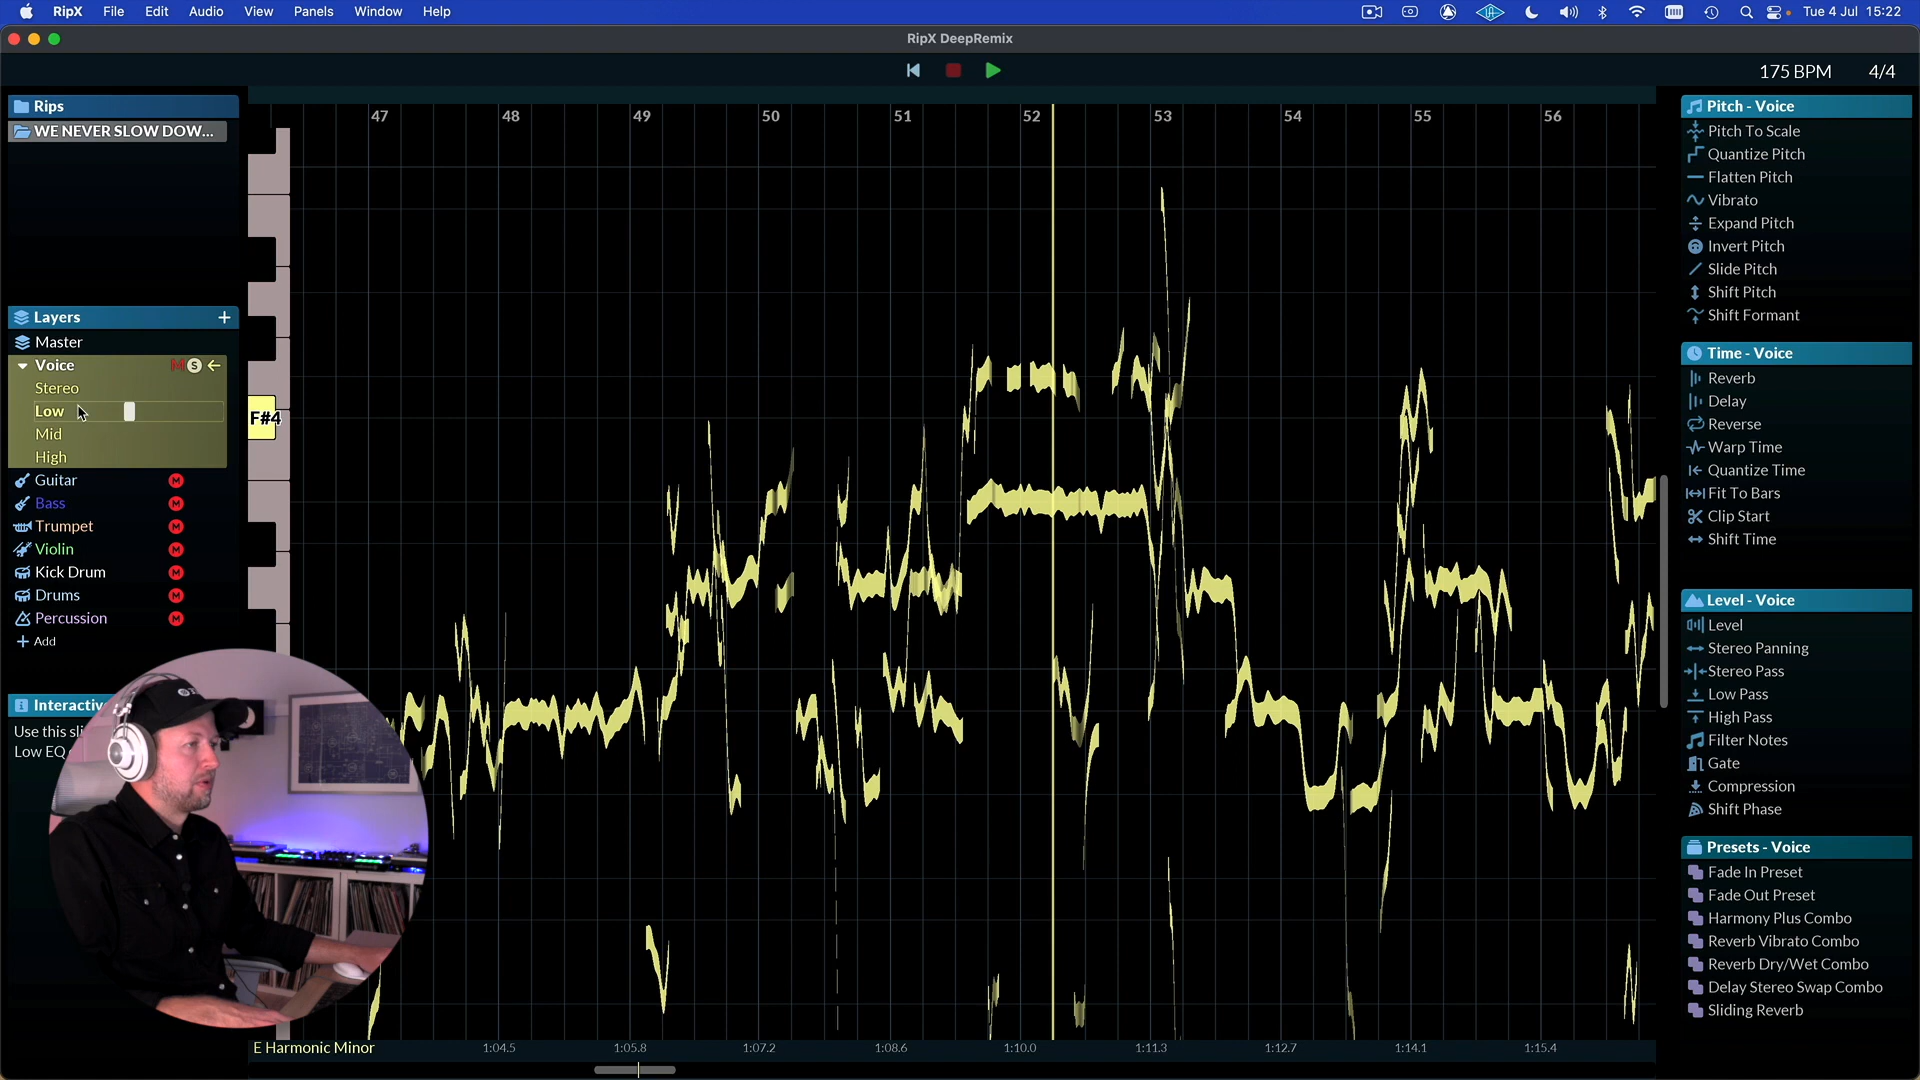 RipX File Edit Audio View Panels Window Help
Tue 4 Jul 15:22
RipX DeepRemix
175 BPM 4/4
Rips
WE NEVER SLOW DOW...
47 48 49 50 51 52 53 54 55 56
Layers
Master
Voice M S
Stereo
Low
Mid
High
Guitar M
Bass M
Trumpet M
Violin M
Kick Drum M
Drums M
Percussion M
Add
Interactiv
Use this sli
Low EQ
F#4
E Harmonic Minor
1:04.5 1:05.8 1:07.2 1:08.6 1:10.0 1:11.3 1:12.7 1:14.1 1:15.4
Pitch - Voice
Pitch To Scale
Quantize Pitch
Flatten Pitch
Vibrato
Expand Pitch
Invert Pitch
Slide Pitch
Shift Pitch
Shift Formant
Time - Voice
Reverb
Delay
Reverse
Warp Time
Quantize Time
Fit To Bars
Clip Start
Shift Time
Level - Voice
Level
Stereo Panning
Stereo Pass
Low Pass
High Pass
Filter Notes
Gate
Compression
Shift Phase
Presets - Voice
Fade In Preset
Fade Out Preset
Harmony Plus Combo
Reverb Vibrato Combo
Reverb Dry/Wet Combo
Delay Stereo Swap Combo
Sliding Reverb